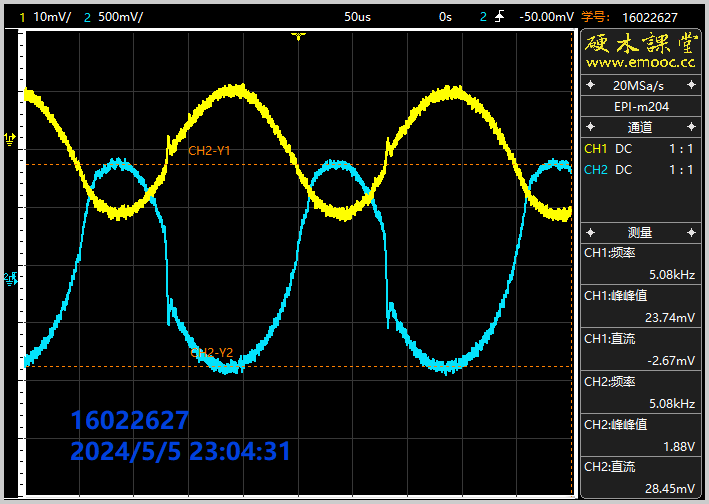 1 10mV/ 2 500mV/ 50us 0s 2 -50.00mV 学号: 16022627
硬木課堂
www.emooc.cc
20MSa/s
EPI-m204
通道
CH1 DC 1 : 1
CH2 DC 1 : 1
测量
CH1:频率
5.08kHz
CH1:峰峰值
23.74mV
CH1:直流
-2.67mV
CH2:频率
5.08kHz
CH2:峰峰值
1.88V
CH2:直流
28.45mV
1
CH2-Y1
2
CH2-Y2
16022627
2024/5/5 23:04:31